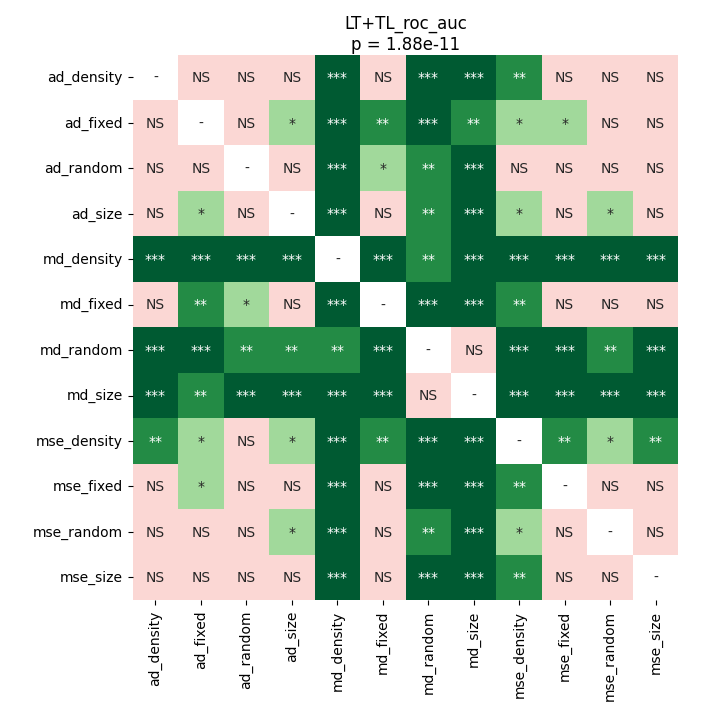 LT+TL_roc_auc
p = 1.88e-11
ad_density - NS NS NS *** NS *** *** ** NS NS NS
ad_fixed NS - NS * *** ** *** ** * * NS NS
ad_random NS NS - NS *** * ** *** NS NS NS NS
ad_size NS * NS - *** NS ** *** * NS * NS
md_density *** *** *** *** - *** ** *** *** *** *** ***
md_fixed NS ** * NS *** - *** *** ** NS NS NS
md_random *** *** ** ** ** *** - NS *** *** ** ***
md_size *** ** *** *** *** *** NS - *** *** *** ***
mse_density ** * NS * *** ** *** *** - ** * **
mse_fixed NS * NS NS *** NS *** *** ** - NS NS
mse_random NS NS NS * *** NS ** *** * NS - NS
mse_size NS NS NS NS *** NS *** *** ** NS NS -
ad_density ad_fixed ad_random ad_size md_density md_fixed md_random md_size mse_density mse_fixed mse_random mse_size